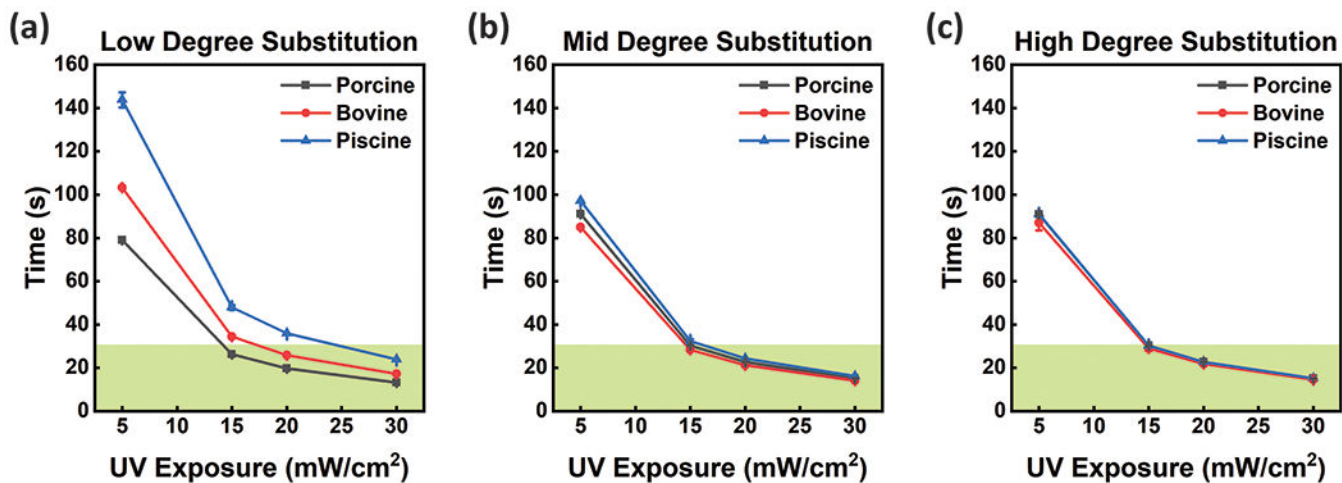 (a)
Low Degree Substitution
160
140
120
100
80
60
40
20
0
Time (s)
Porcine
Bovine
Piscine
5 10 15 20 25 30
UV Exposure (mW/cm²)
(b)
Mid Degree Substitution
160
140
120
100
80
60
40
20
0
Time (s)
Porcine
Bovine
Piscine
5 10 15 20 25 30
UV Exposure (mW/cm²)
(c)
High Degree Substitution
160
140
120
100
80
60
40
20
0
Time (s)
Porcine
Bovine
Piscine
5 10 15 20 25 30
UV Exposure (mW/cm²)